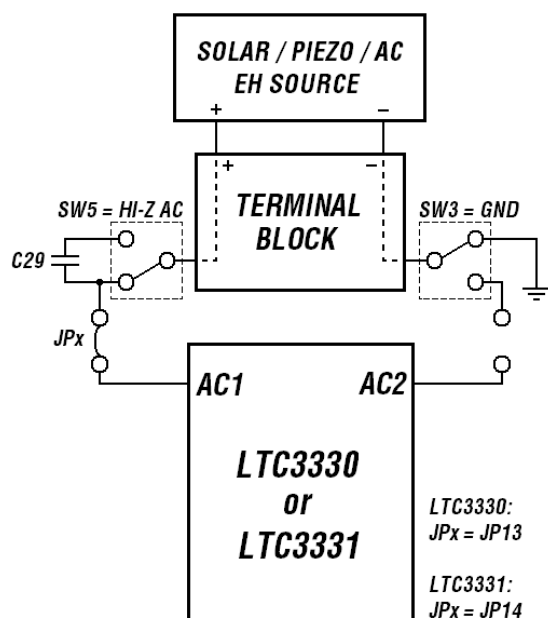 SOLAR / PIEZO / AC
EH SOURCE
+ −
+ −
TERMINAL
BLOCK
SW5 = HI-Z AC
SW3 = GND
C29
JPx
AC1
AC2
LTC3330
or
LTC3331
LTC3330:
JPx = JP13
LTC3331:
JPx = JP14